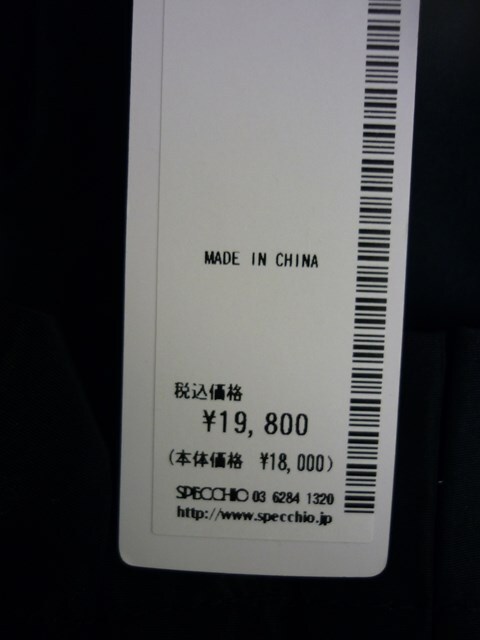 MADE IN CHINA
税込価格
¥19,800
(本体価格 ¥18,000)
SPECCHIO 03 6284 1320
http://www.specchio.jp